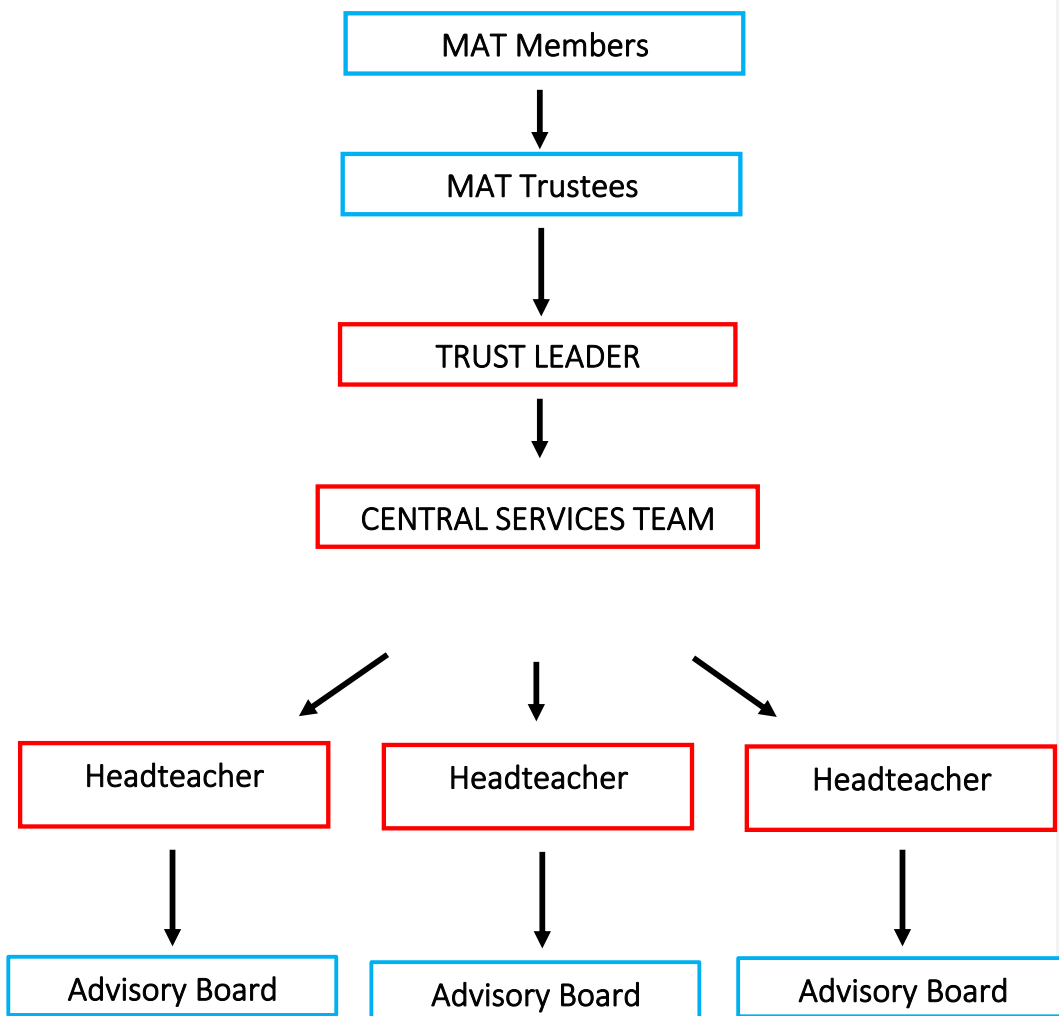 MAT Members
MAT Trustees
TRUST LEADER
CENTRAL SERVICES TEAM
Headteacher
Headteacher
Headteacher
Advisory Board
Advisory Board
Advisory Board